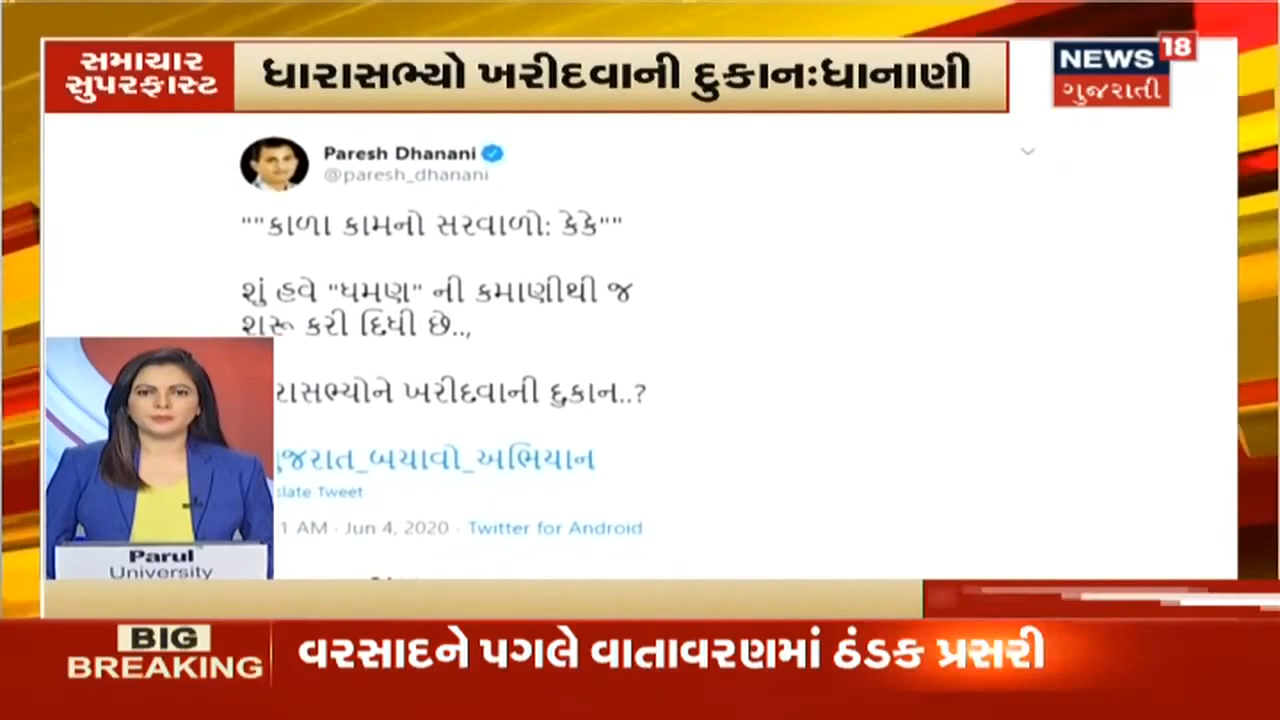 સમાચાર
સુપરફાસ્ટ
ધારાસભ્યો ખરીદવાની દુકાનઃધાનાણી
NEWS 18
ગુજરાતી
Paresh Dhanani
@paresh_dhanani
""કાળા કામનો સરવાળો: કેકે""
શું હવે "ધમણ" ની કમાણીથી જ
શરૂ કરી દિધી છે..,
રાસભ્યોને ખરીદવાની દુકાન..?
જરાત_બચાવો_અભિયાન
slate Tweet
1 AM · Jun 4, 2020 · Twitter for Android
Parul
University
BIG
BREAKING
વરસાદને પગલે વાતાવરણમાં ઠંડક પ્રસરી